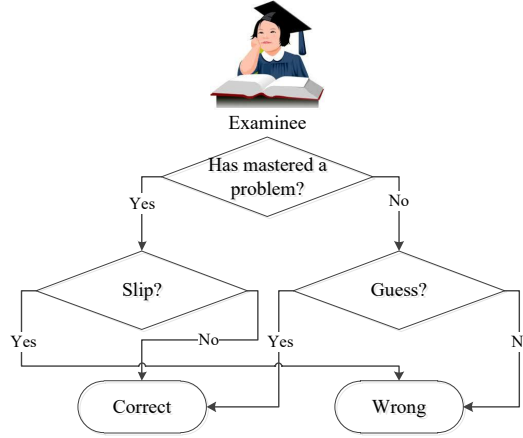 Examinee
Has mastered a
problem?
Yes
No
Slip?
Guess?
Yes
No
Yes
N
Correct
Wrong